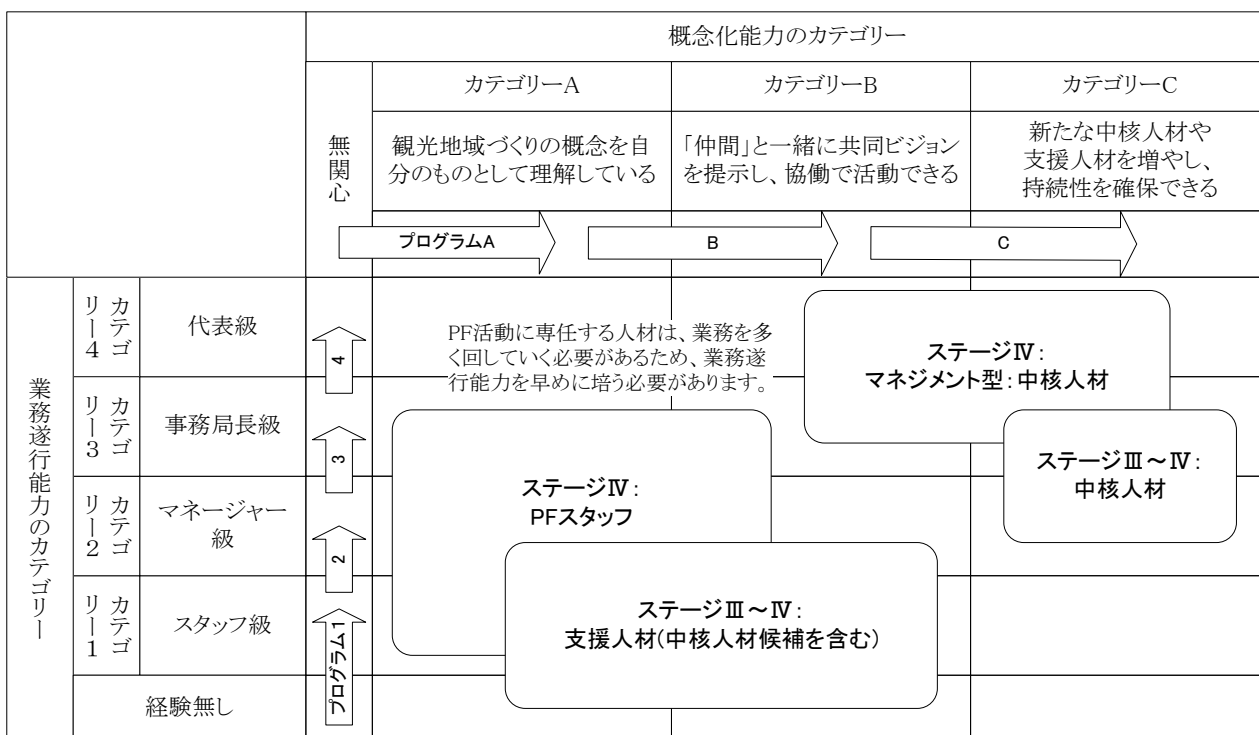 概念化能力のカテゴリー
無関心
カテゴリーA
カテゴリーB
カテゴリーC
観光地域づくりの概念を自
分のものとして理解している
「仲間」と一緒に共同ビジョン
を提示し、協働で活動できる
新たな中核人材や
支援人材を増やし、
持続性を確保できる
プログラムA
B
C
業務遂行能力のカテゴリー
カテゴ
リー4
代表級
4
カテゴ
リー3
事務局長級
3
カテゴ
リー2
マネージャー
級
2
カテゴ
リー1
スタッフ級
プログラム1
経験無し
PF活動に専任する人材は、業務を多
く回していく必要があるため、業務遂
行能力を早めに培う必要があります。
ステージⅣ：
マネジメント型：中核人材
ステージⅢ～Ⅳ：
中核人材
ステージⅣ：
PFスタッフ
ステージⅢ～Ⅳ：
支援人材(中核人材候補を含む)